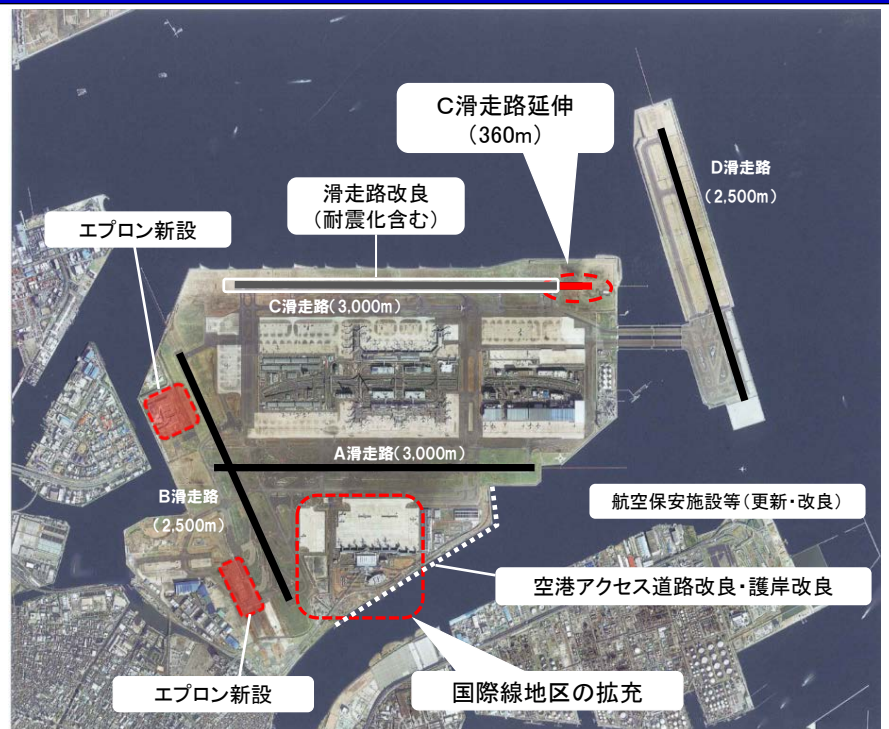 C滑走路延伸
(360m)
D滑走路
(2,500m)
滑走路改良
(耐震化含む)
エプロン新設
C滑走路(3,000m)
A滑走路(3,000m)
B滑走路
(2,500m)
航空保安施設等(更新・改良)
空港アクセス道路改良・護岸改良
エプロン新設
国際線地区の拡充